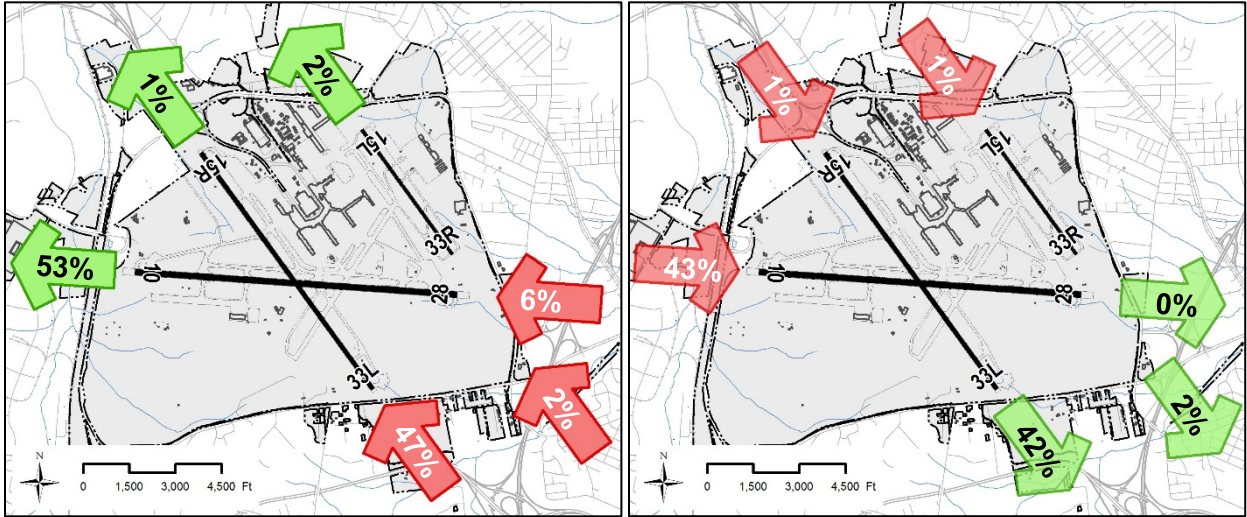 1%
2%
15R
15L
33R
53%
10
28
6%
33L
2%
47%
N
0 1,500 3,000 4,500 Ft
1%
1%
15R
15L
33R
43%
10
28
0%
33L
2%
42%
N
0 1,500 3,000 4,500 Ft